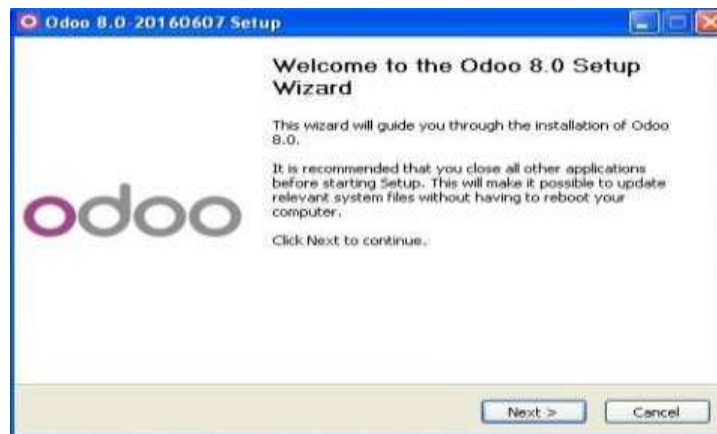 Odoo 8.0-20160607 Setup
Welcome to the Odoo 8.0 Setup
Wizard
This wizard will guide you through the installation of Odoo
8.0.
It is recommended that you close all other applications
before starting Setup. This will make it possible to update
relevant system files without having to reboot your
computer.
odoo
Click Next to continue.
Next >
Cancel